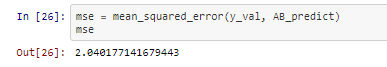 In [26]: mse = mean_squared_error(y_val, AB_predict)
mse
Out[26]: 2.040177141679443